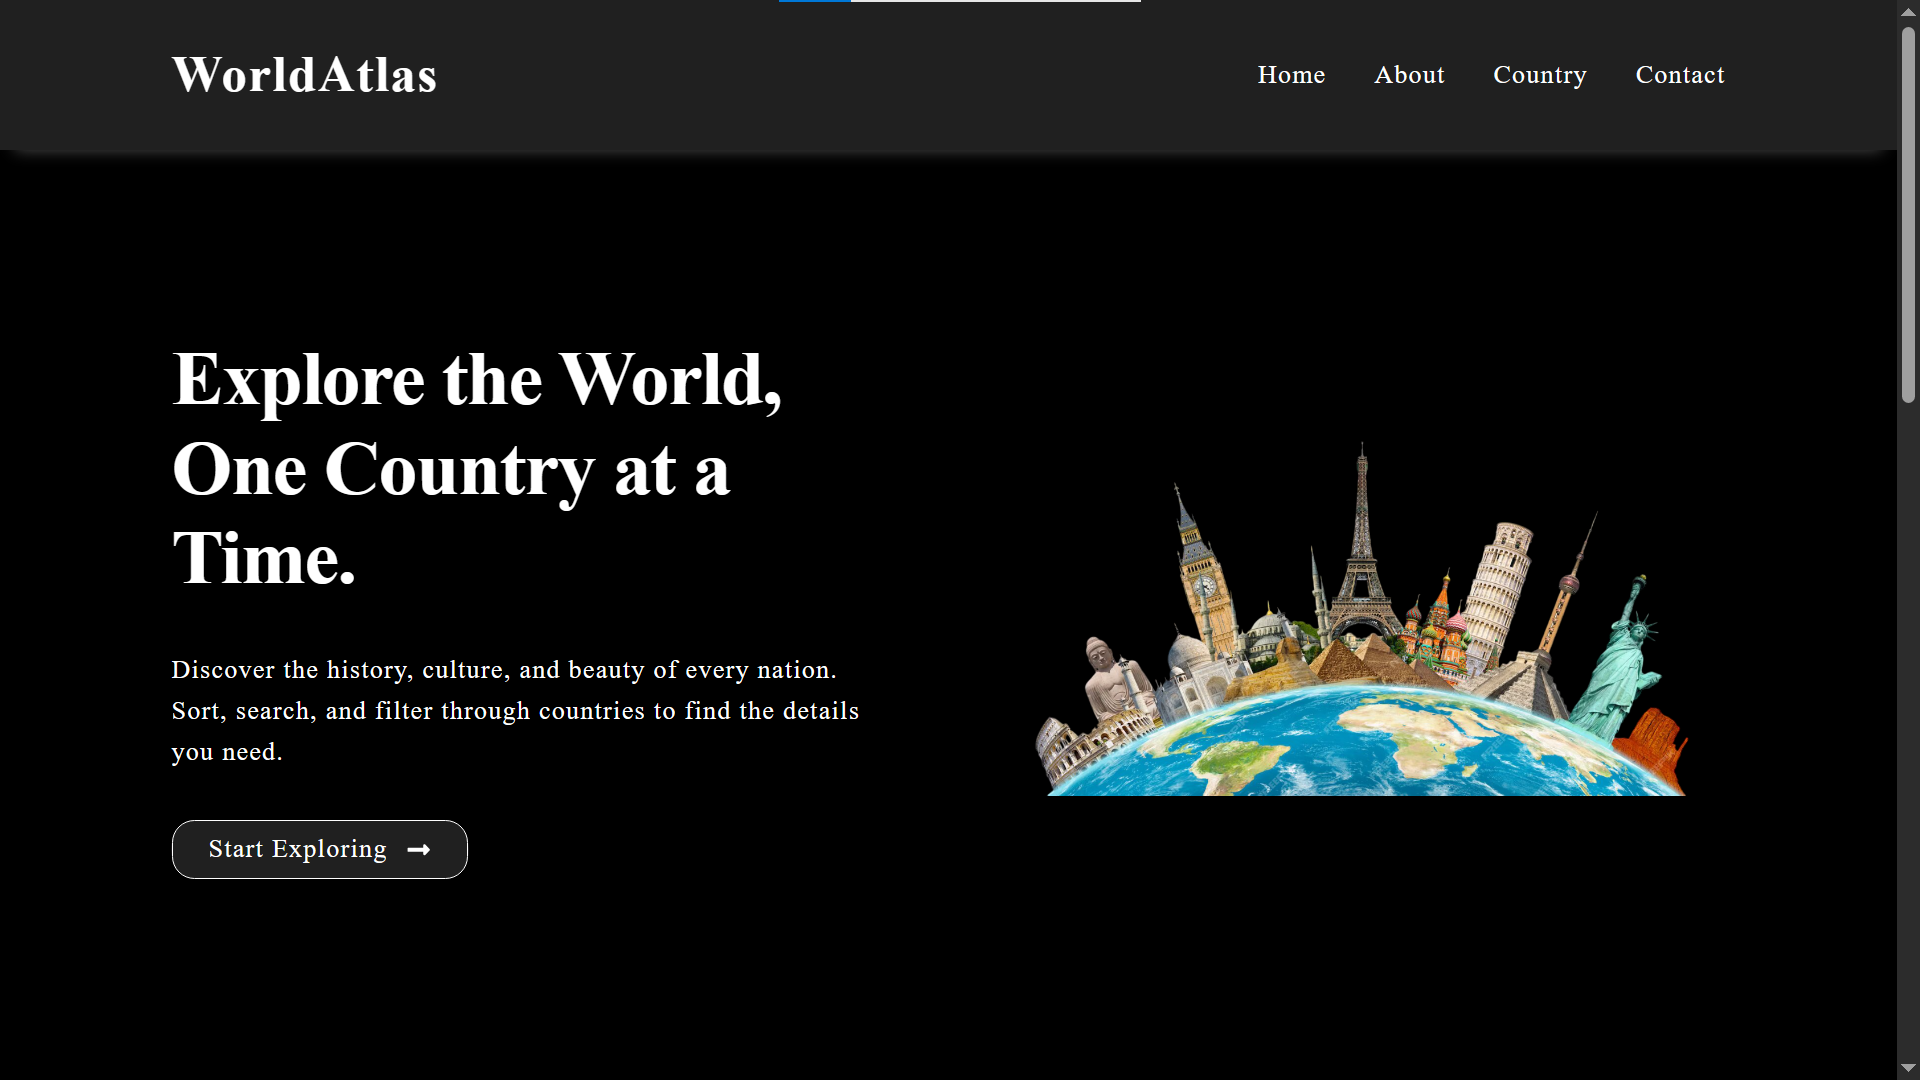 WorldAtlas
Home
About
Country
Contact
Explore the World,
One Country at a
Time.
Discover the history, culture, and beauty of every nation.
Sort, search, and filter through countries to find the details
you need.
Start Exploring